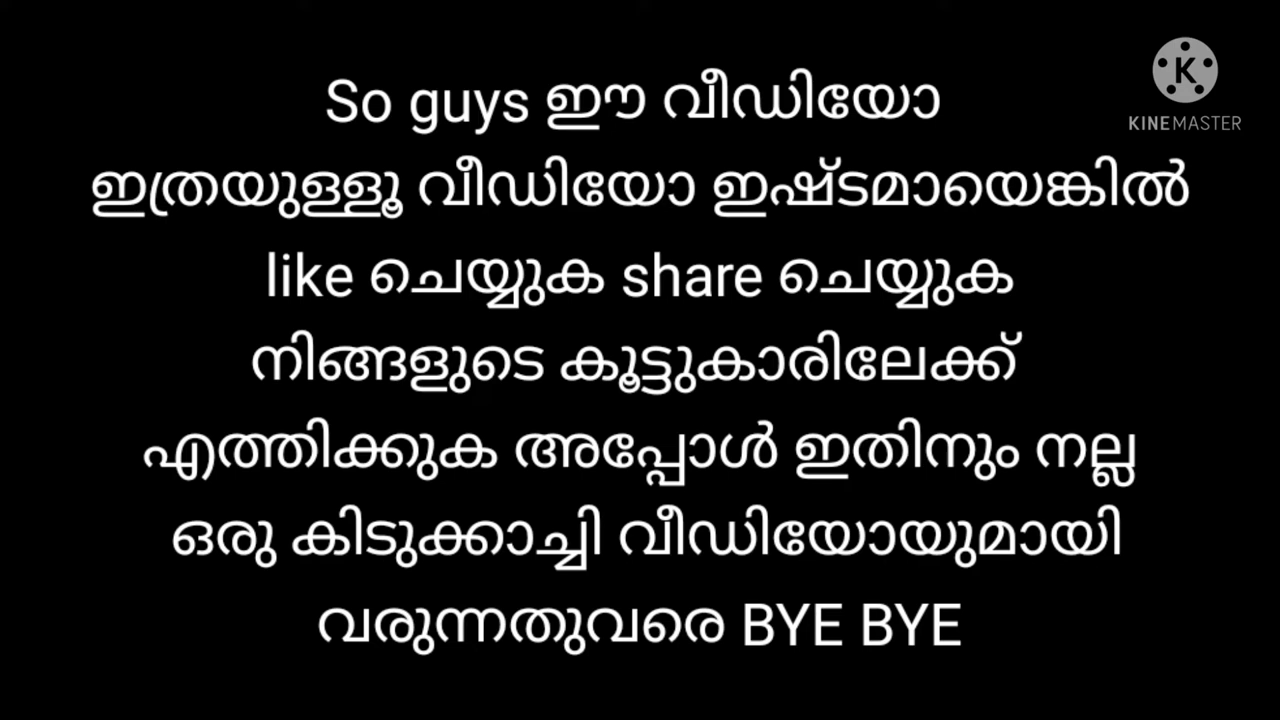 So guys ഈ വീഡിയോ
ഇത്രയുള്ളൂ വീഡിയോ ഇഷ്ടമായെങ്കിൽ
like ചെയ്യുക share ചെയ്യുക
നിങ്ങളുടെ കൂട്ടുകാരിലേക്ക്
എത്തിക്കുക അപ്പോൾ ഇതിനും നല്ല
ഒരു കിടുക്കാച്ചി വീഡിയോയുമായി
വരുന്നതുവരെ BYE BYE
K
KINEMASTER